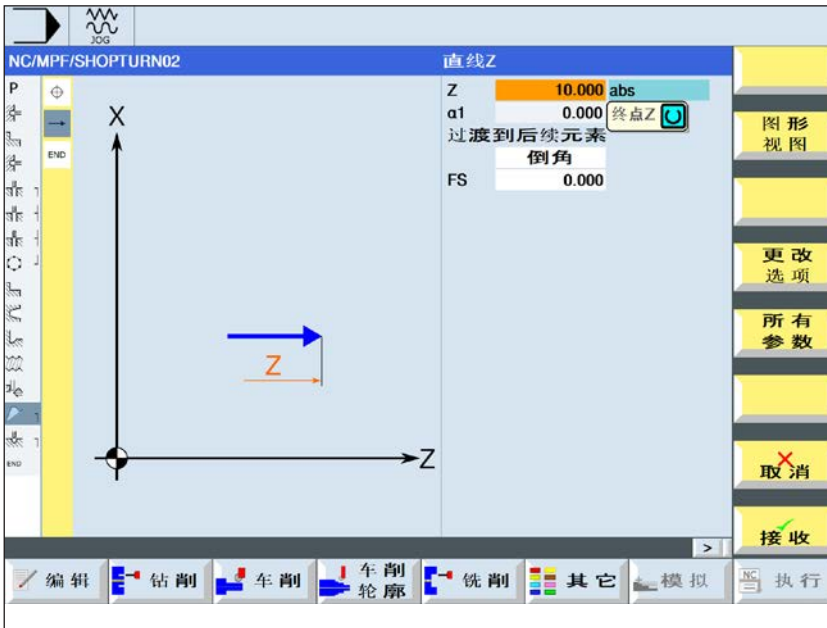 JOG
NC/MPF/SHOPTURN02
直线Z
P
END
END
X
Z
Z
Z 10.000 abs
α1 0.000
终点Z
过渡到后续元素
倒角
FS 0.000
图形
视图
更改
选项
所有
参数
取消
接收
>
编辑
钻削
车削
车削
轮廓
铣削
其它
模拟
NC
执行